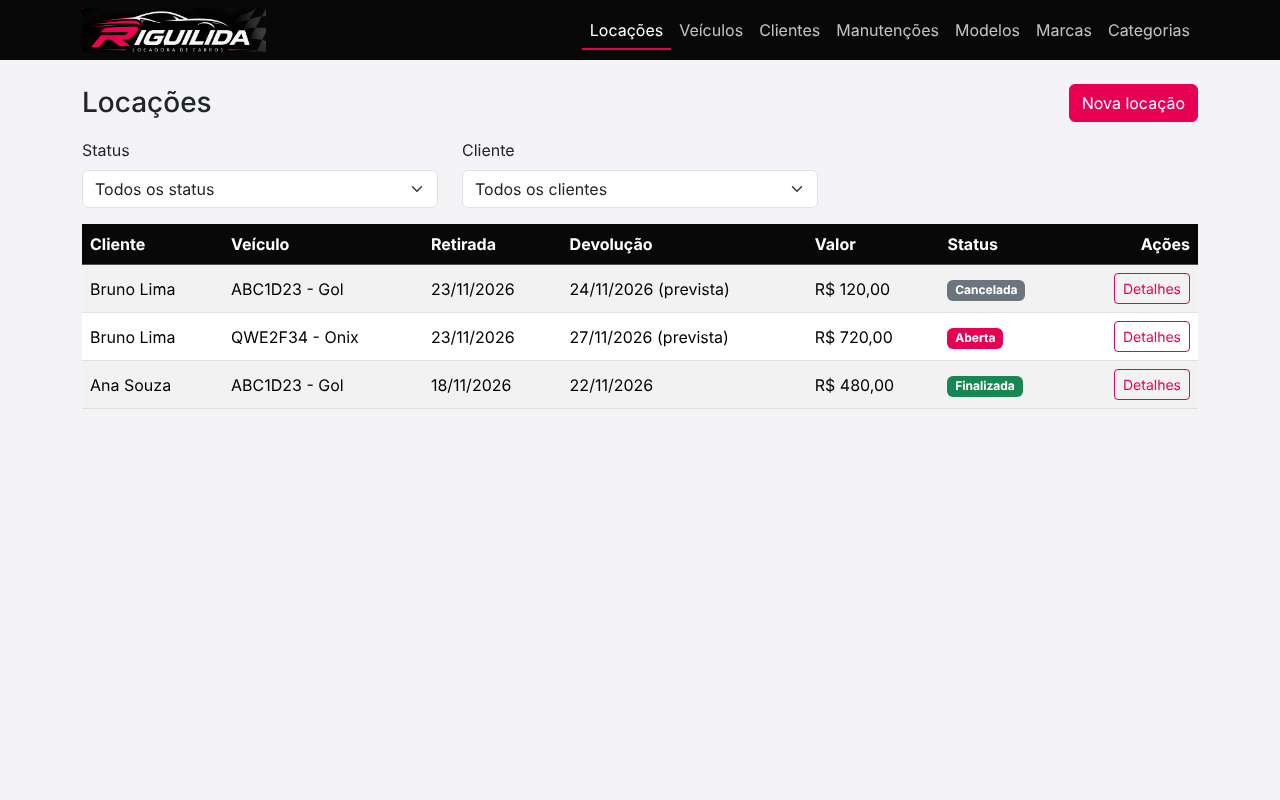 RIGUILIDA
LOCADORA DE CARROS
Locações Veículos Clientes Manutenções Modelos Marcas Categorias
Locações
Nova locação
Status Cliente
Todos os status Todos os clientes
Cliente Veículo Retirada Devolução Valor Status Ações
Bruno Lima ABC1D23 - Gol 23/11/2026 24/11/2026 (prevista) R$ 120,00 Cancelada Detalhes
Bruno Lima QWE2F34 - Onix 23/11/2026 27/11/2026 (prevista) R$ 720,00 Aberta Detalhes
Ana Souza ABC1D23 - Gol 18/11/2026 22/11/2026 R$ 480,00 Finalizada Detalhes